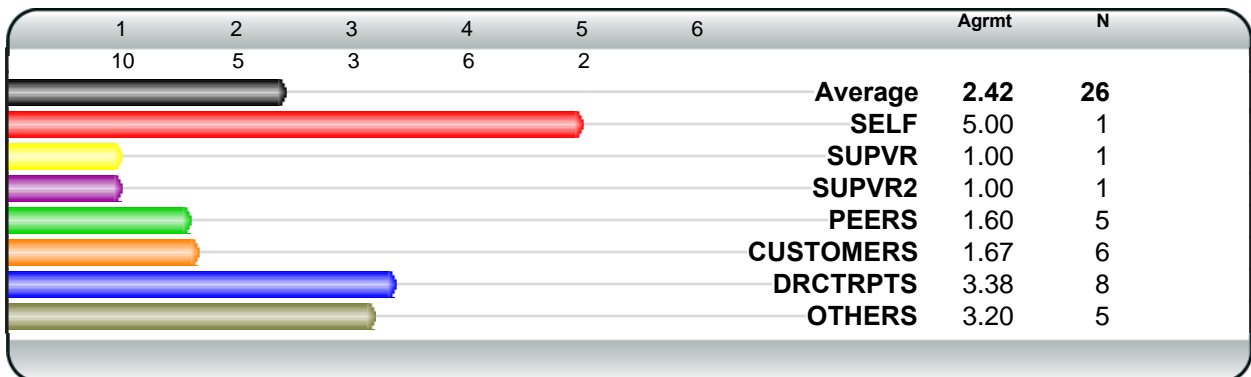 1 2 3 4 5 6 Agrmt N
10 5 3 6 2
Average 2.42 26
SELF 5.00 1
SUPVR 1.00 1
SUPVR2 1.00 1
PEERS 1.60 5
CUSTOMERS 1.67 6
DRCTRPTS 3.38 8
OTHERS 3.20 5